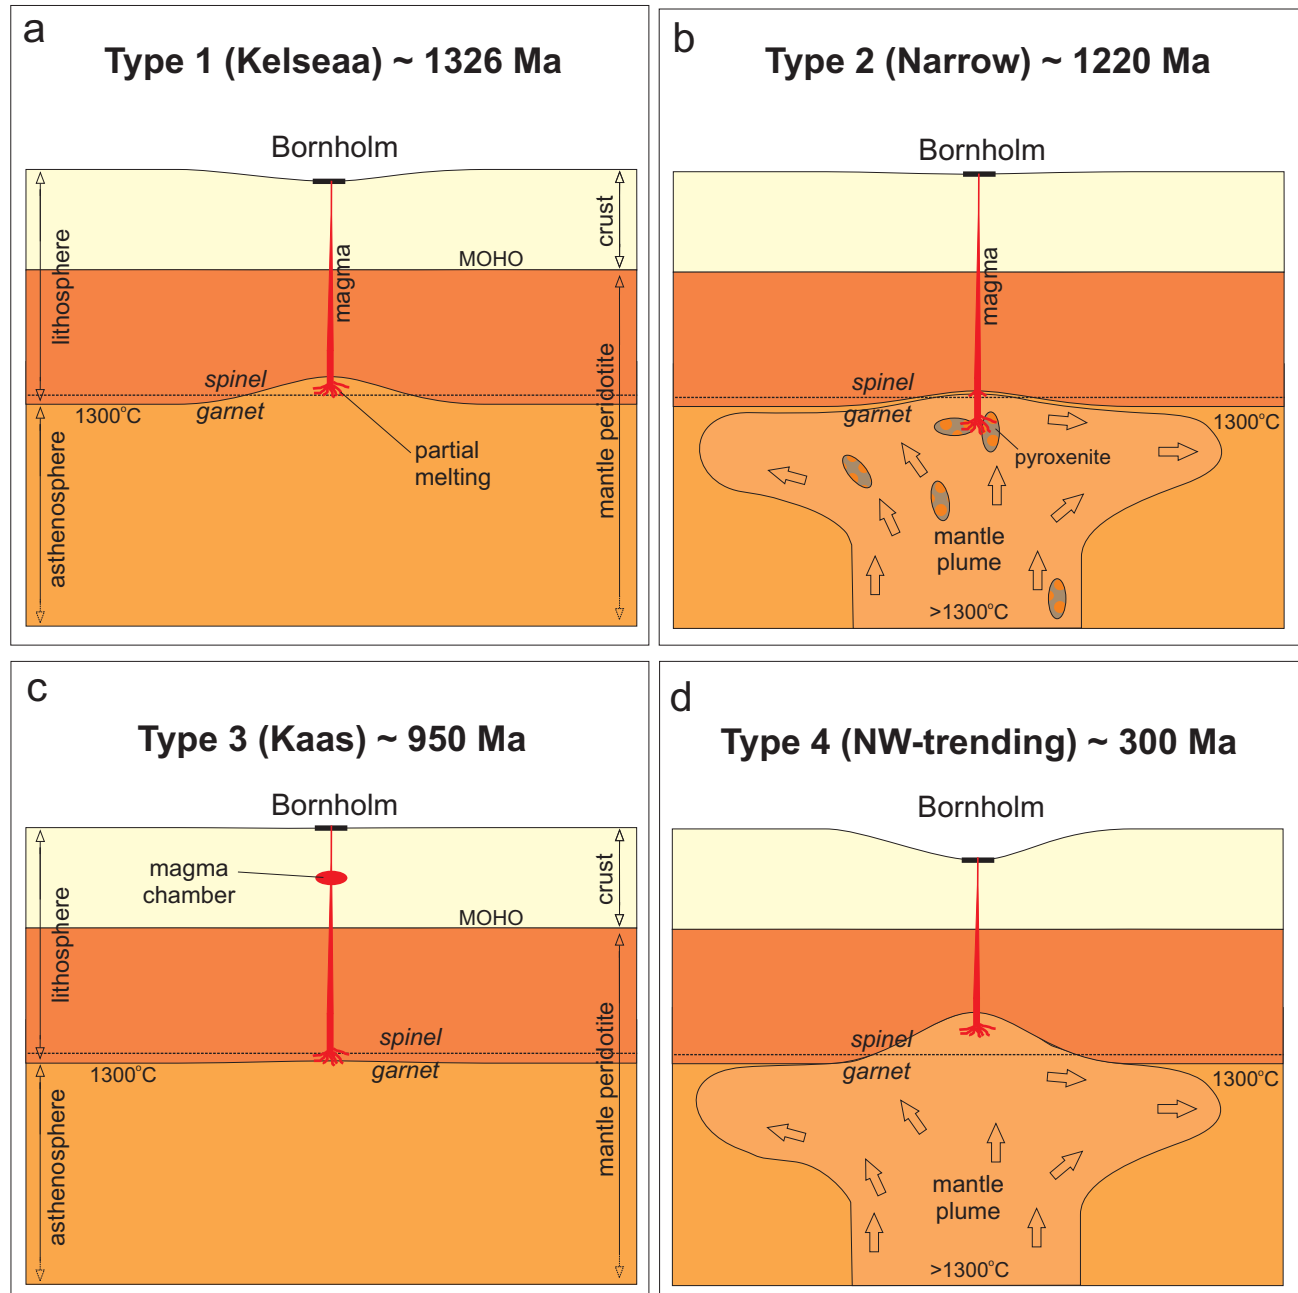 a
Type 1 (Kelseaa) ~ 1326 Ma
Bornholm
lithosphere
crust
MOHO
magma
spinel
garnet
1300°C
mantle peridotite
partial
melting
asthenosphere
b
Type 2 (Narrow) ~ 1220 Ma
Bornholm
magma
spinel
garnet
1300°C
pyroxenite
mantle
plume
>1300°C
c
Type 3 (Kaas) ~ 950 Ma
Bornholm
lithosphere
magma
chamber
crust
MOHO
spinel
garnet
1300°C
mantle peridotite
asthenosphere
d
Type 4 (NW-trending) ~ 300 Ma
Bornholm
spinel
garnet
1300°C
mantle
plume
>1300°C